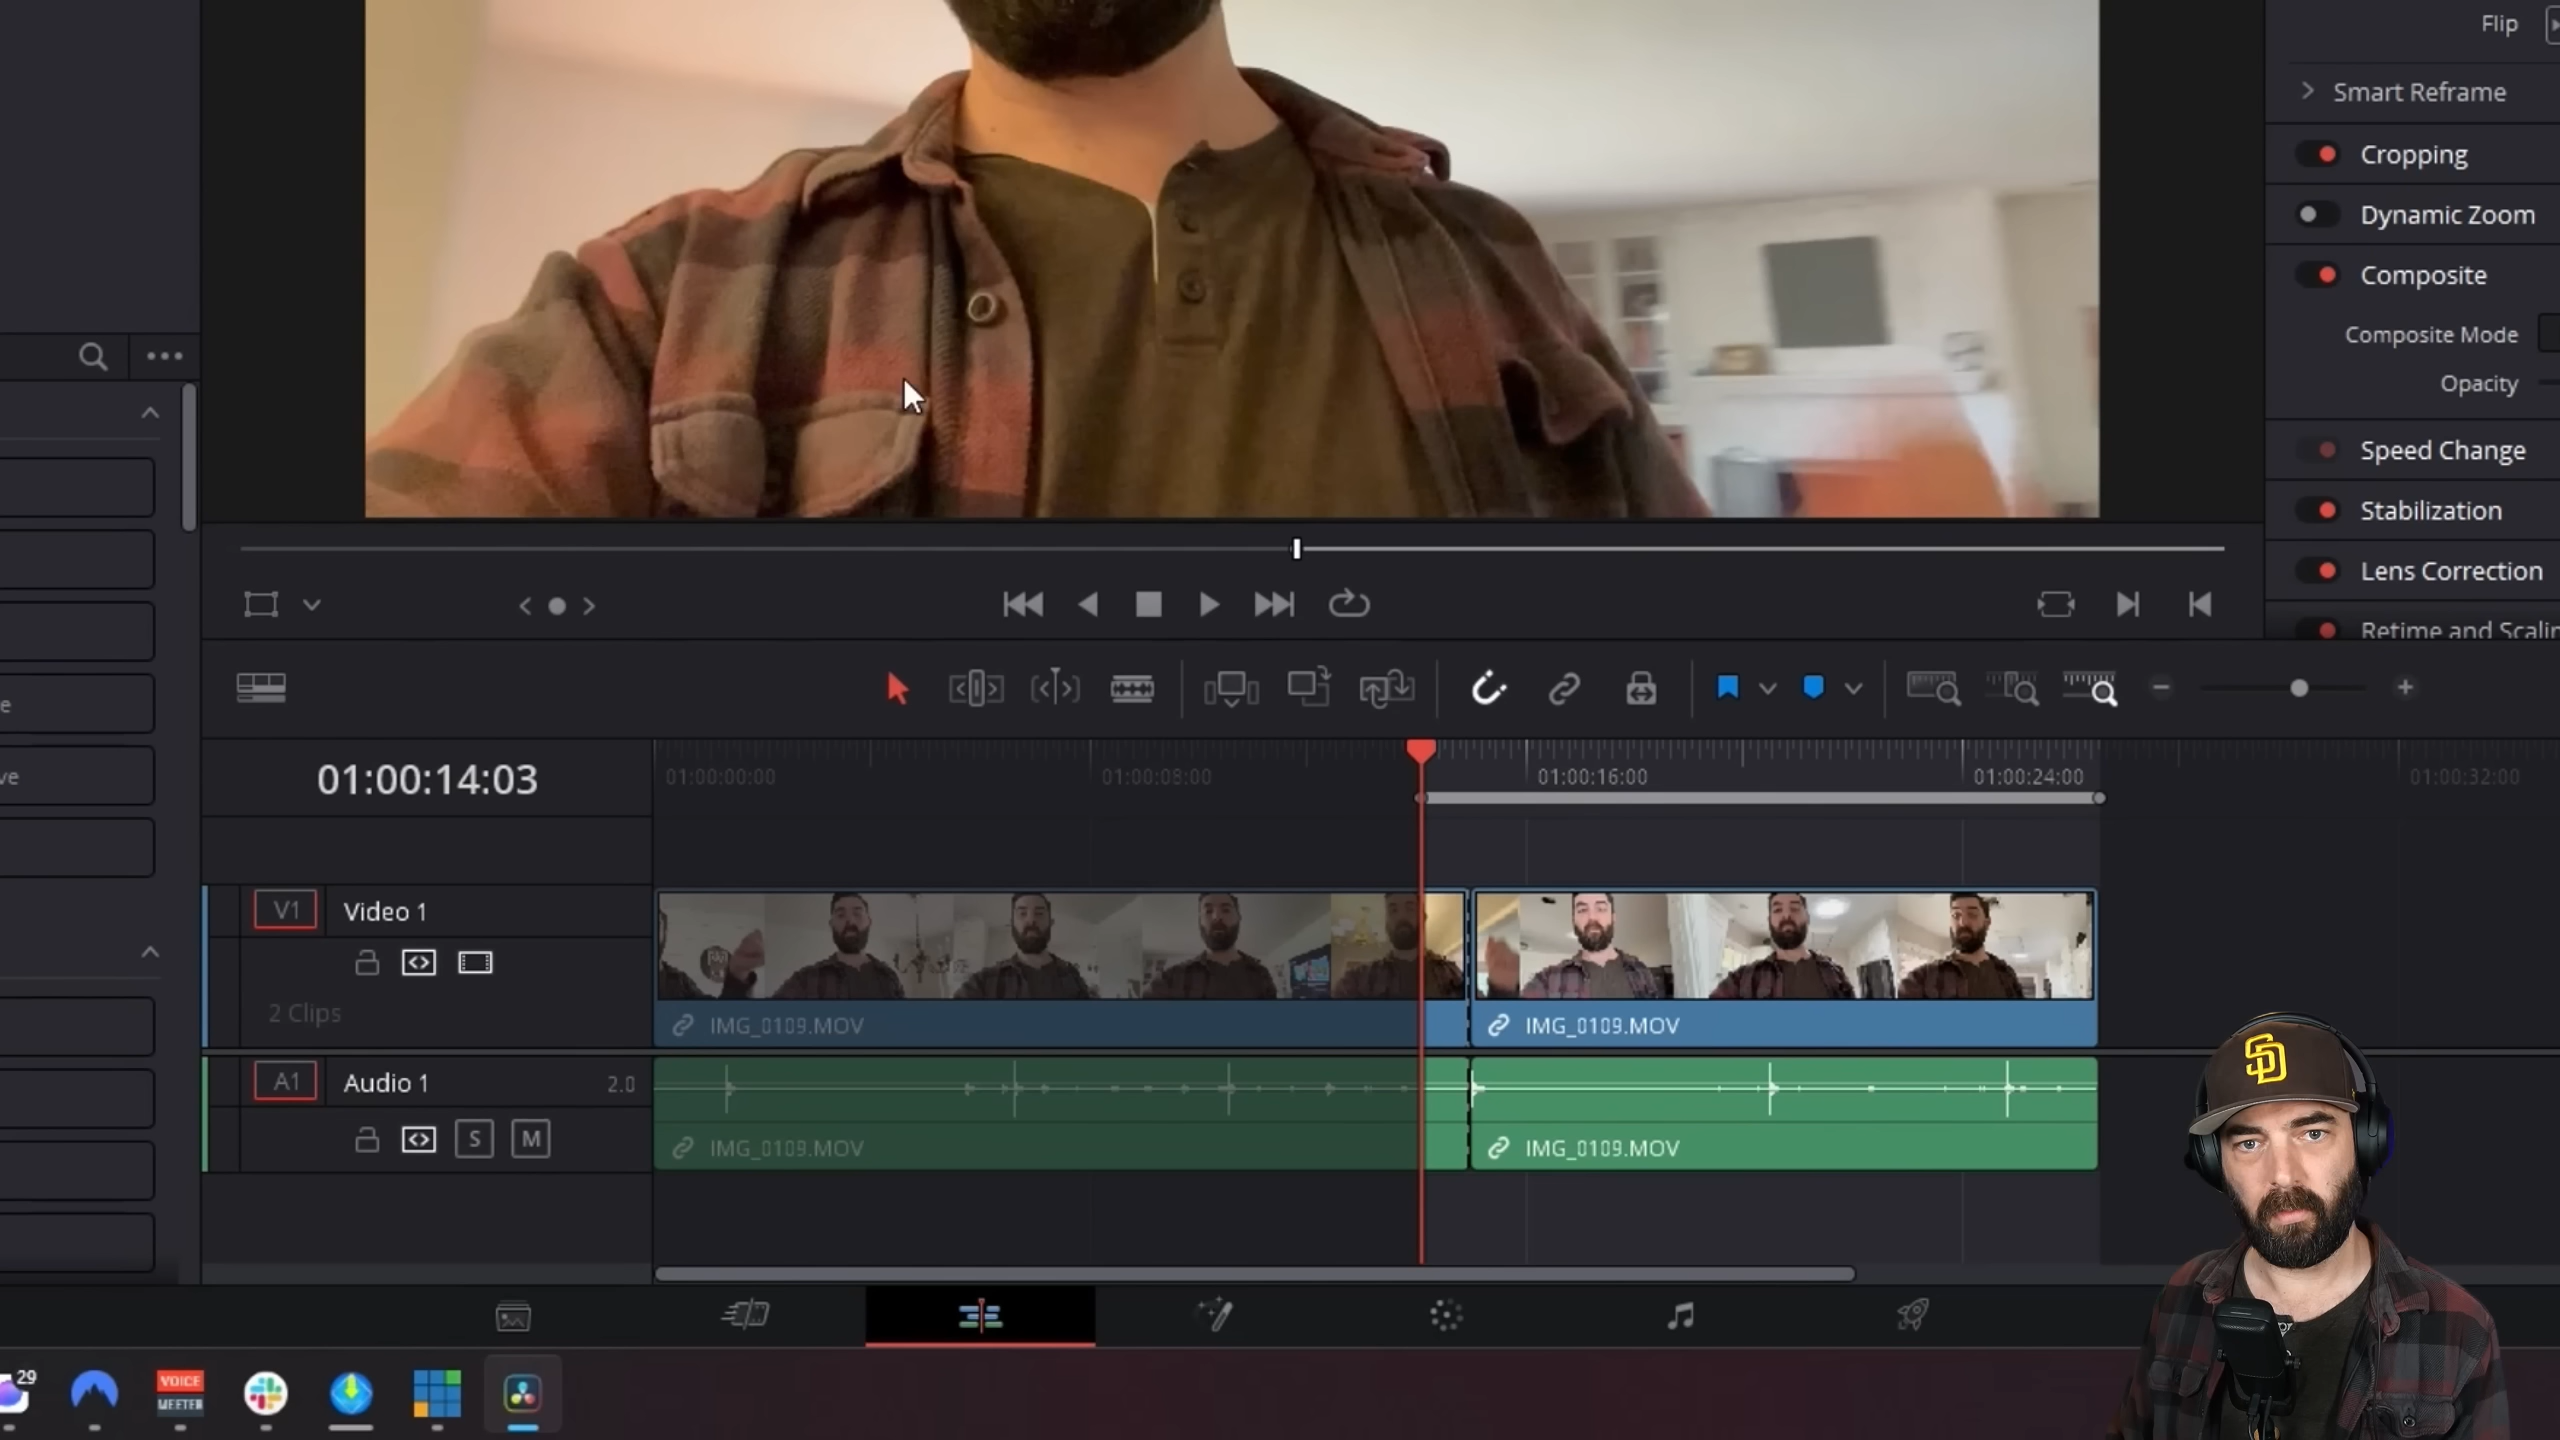 Flip
Smart Reframe
Cropping
Dynamic Zoom
Composite
Composite Mode
Opacity
Speed Change
Stabilization
Lens Correction
Retime and Scalin
e
ve
01:00:14:03
01:00:00:00
01:00:08:00
01:00:16:00
01:00:24:00
01:00:32:00
V1
Video 1
2 Clips
IMG_0109.MOV
IMG_0109.MOV
A1
Audio 1
2.0
S
M
IMG_0109.MOV
IMG_0109.MOV
SD
29
VOICE
MEETER